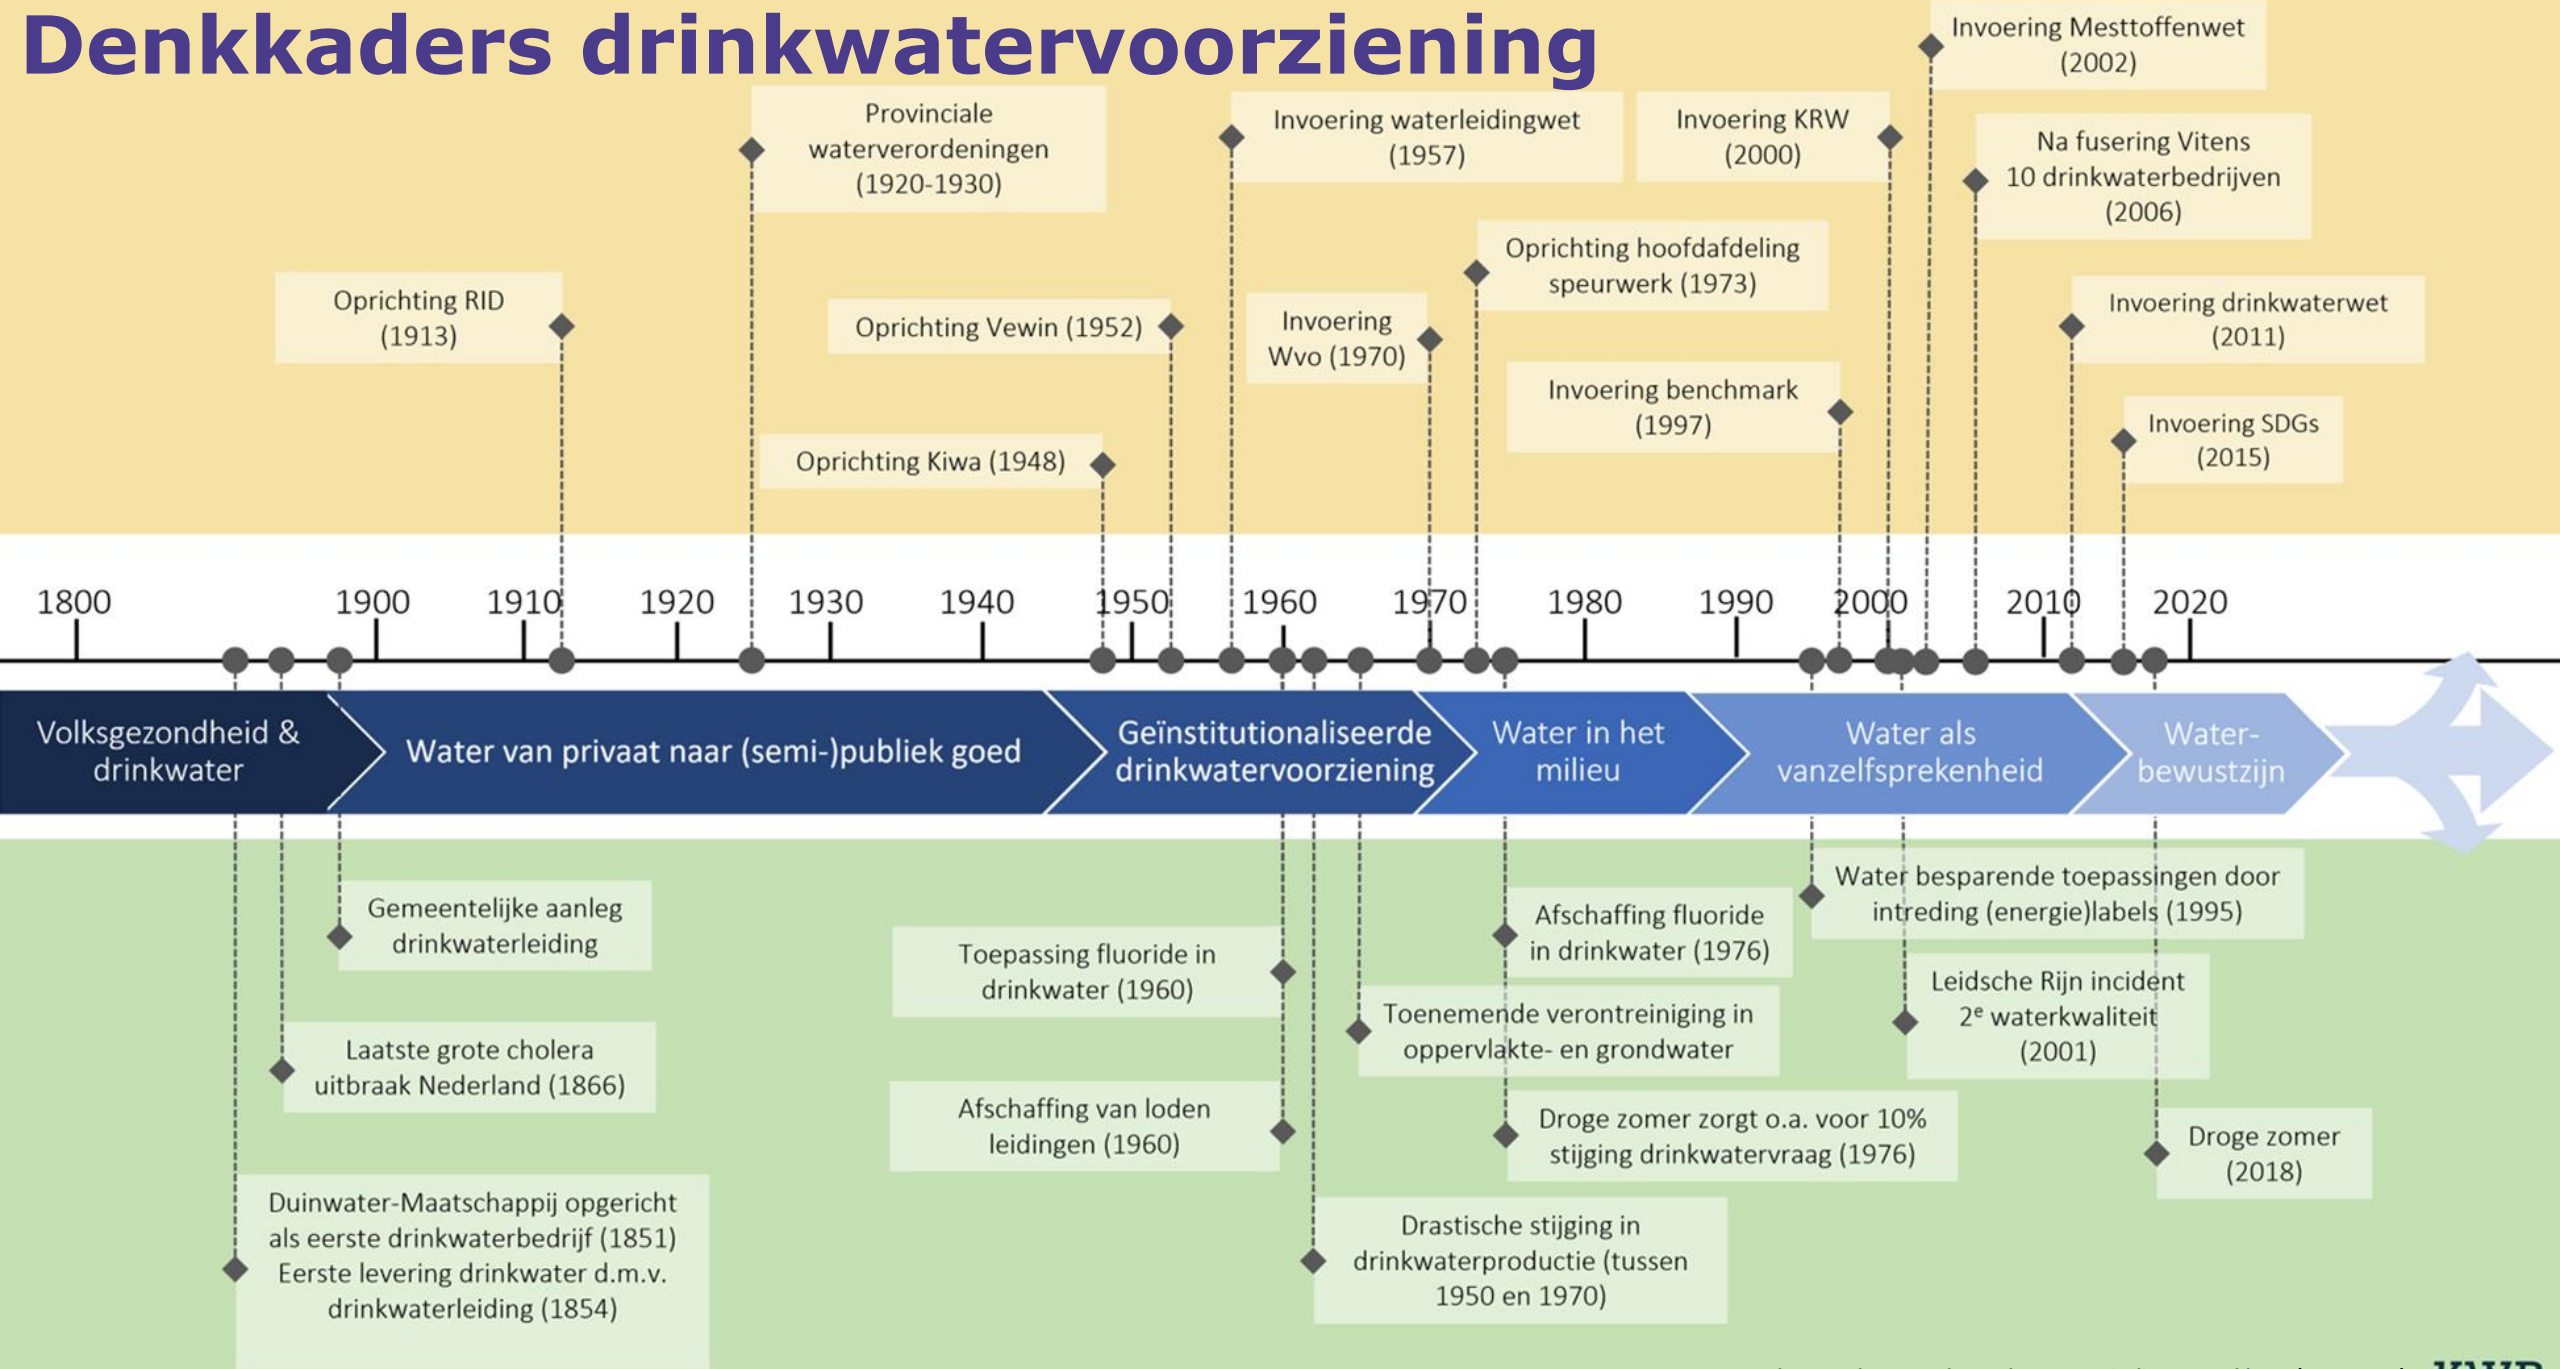 Denkkaders drinkwatervoorziening
Invoering Mesttoffenwet
(2002)
Provinciale
waterverordeningen
(1920-1930)
Invoering waterleidingwet
(1957)
Invoering KRW
(2000)
Na fusering Vitens
10 drinkwaterbedrijven
(2006)
Oprichting hoofdafdeling
speurwerk (1973)
Oprichting RID
(1913)
Oprichting Vewin (1952)
Invoering
Wvo (1970)
Invoering drinkwaterwet
(2011)
Invoering benchmark
(1997)
Invoering SDGs
(2015)
Oprichting Kiwa (1948)
1800 1900 1910 1920 1930 1940 1950 1960 1970 1980 1990 2000 2010 2020
Volksgezondheid &
drinkwater
Water van privaat naar (semi-)publiek goed
Geïnstitutionaliseerde
drinkwatervoorziening
Water in het
milieu
Water als
vanzelfsprekenheid
Water-
bewustzijn
Gemeentelijke aanleg
drinkwaterleiding
Laatste grote cholera
uitbraak Nederland (1866)
Duinwater-Maatschappij opgericht
als eerste drinkwaterbedrijf (1851)
Eerste levering drinkwater d.m.v.
drinkwaterleiding (1854)
Toepassing fluoride in
drinkwater (1960)
Afschaffing van loden
leidingen (1960)
Drastische stijging in
drinkwaterproductie (tussen
1950 en 1970)
Toenemende verontreiniging in
oppervlakte- en grondwater
Afschaffing fluoride
in drinkwater (1976)
Droge zomer zorgt o.a. voor 10%
stijging drinkwatervraag (1976)
Water besparende toepassingen door
intreding (energie)labels (1995)
Leidsche Rijn incident
2e waterkwaliteit
(2001)
Droge zomer
(2018)